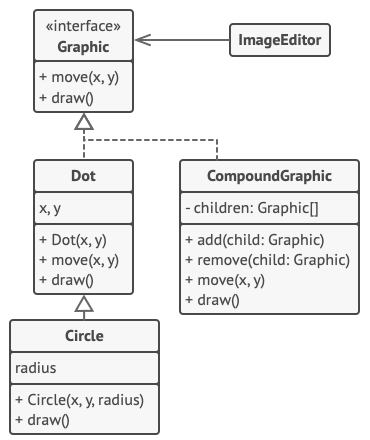 «interface»
Graphic
+ move(x, y)
+ draw()
ImageEditor
Dot
x, y
+ Dot(x, y)
+ move(x, y)
+ draw()
CompoundGraphic
- children: Graphic[]
+ add(child: Graphic)
+ remove(child: Graphic)
+ move(x, y)
+ draw()
Circle
radius
+ Circle(x, y, radius)
+ draw()